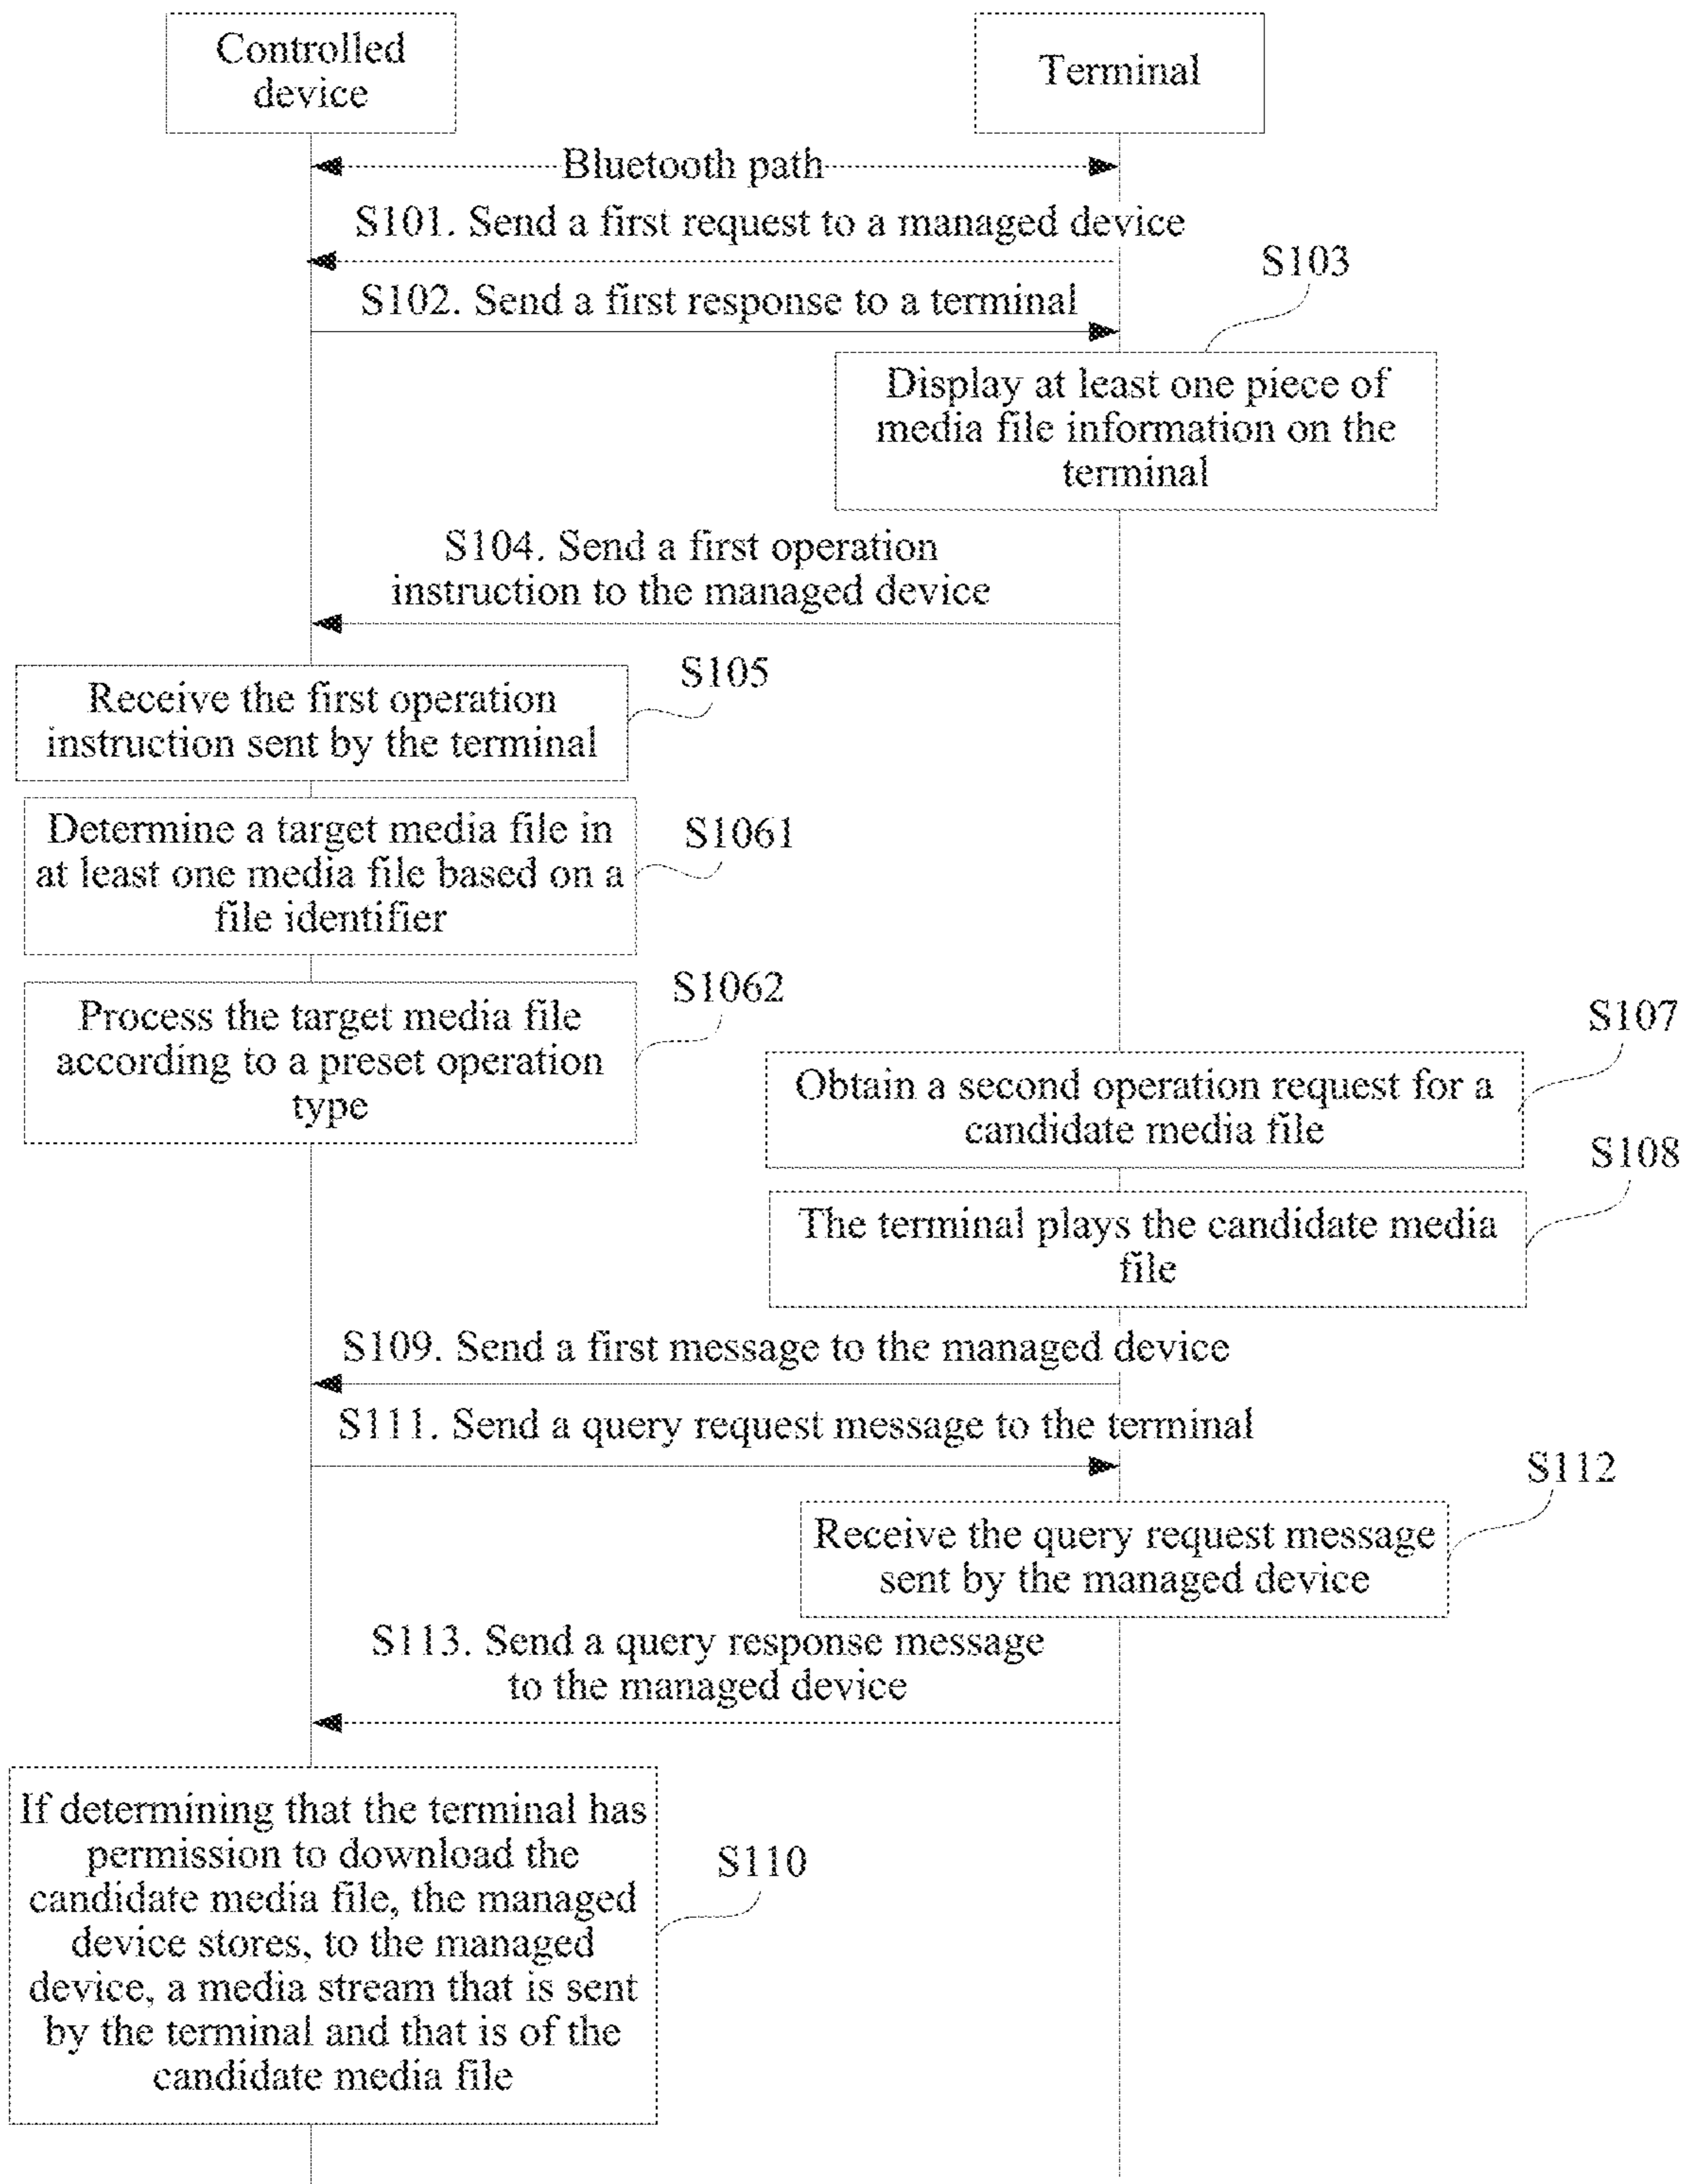 Controlled
device
Terminal
Bluetooth path
S101. Send a first request to a managed device
S102. Send a first response to a terminal
S103
Display at least one piece of
media file information on the
terminal
S104. Send a first operation
instruction to the managed device
S105
Receive the first operation
instruction sent by the terminal
S1061
Determine a target media file in
at least one media file based on a
file identifier
S1062
Process the target media file
according to a preset operation
type
S107
Obtain a second operation request for a
candidate media file
S108
The terminal plays the candidate media
file
S109. Send a first message to the managed device
S111. Send a query request message to the terminal
S112
Receive the query request message
sent by the managed device
S113. Send a query response message
to the managed device
If determining that the terminal has
permission to download the
candidate media file, the managed
device stores, to the managed
device, a media stream that is sent
by the terminal and that is of the
candidate media file
S110